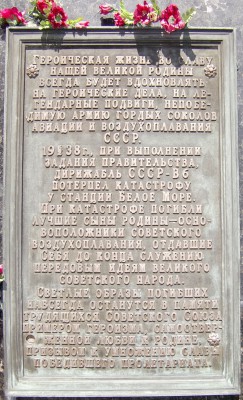 Героическая жизнь во славу
нашей великой родины
всегда будет вдохновлять
на героические дела, на ле-
гендарные подвиги, непобе-
димую армию гордых соколов
авиации и воздухоплавания
СССР.
1938г. при выполнении
задания правительства,
дирижабль СССР-В6
потерпел катастрофу
у станции Белое Море.
При катастрофе погибли
лучшие сыны родины—осно-
воположники советского
воздухоплавания, отдавшие
себя до конца служению
передовым идеям великого
советского народа.
Светлые образы погибших
навсегда останутся в памяти
трудящихся Советского Союза
примером героизма, самоотвер-
женной любви к родине,
призывом к умножению славы
победившего пролетариата.